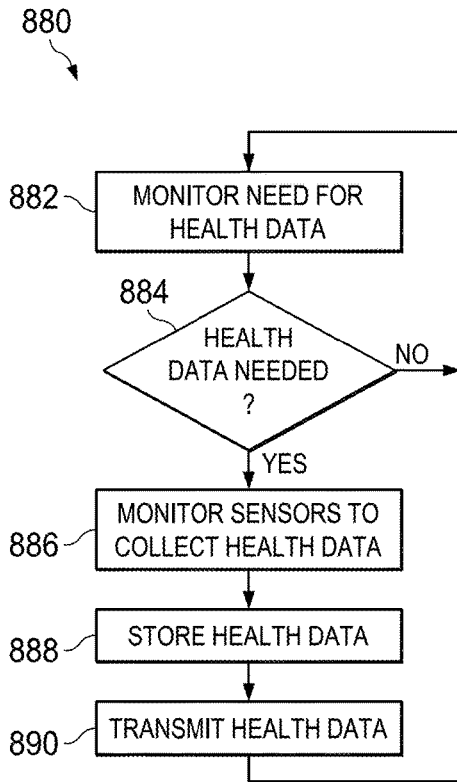 880
882
MONITOR NEED FOR
HEALTH DATA
884
HEALTH
DATA NEEDED
?
NO
YES
886
MONITOR SENSORS TO
COLLECT HEALTH DATA
888
STORE HEALTH DATA
890
TRANSMIT HEALTH DATA